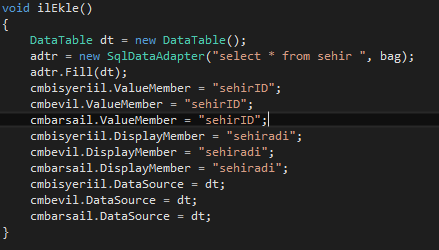 void ilEkle()
{
DataTable dt = new DataTable();
adtr = new SqlDataAdapter("select * from sehir ", bag);
adtr.Fill(dt);
cmbisyeriil.ValueMember = "sehirID";
cmbevil.ValueMember = "sehirID";
cmbarsail.ValueMember = "sehirID";
cmbisyeriil.DisplayMember = "sehiradi";
cmbevil.DisplayMember = "sehiradi";
cmbarsail.DisplayMember = "sehiradi";
cmbisyeriil.DataSource = dt;
cmbevil.DataSource = dt;
cmbarsail.DataSource = dt;
}